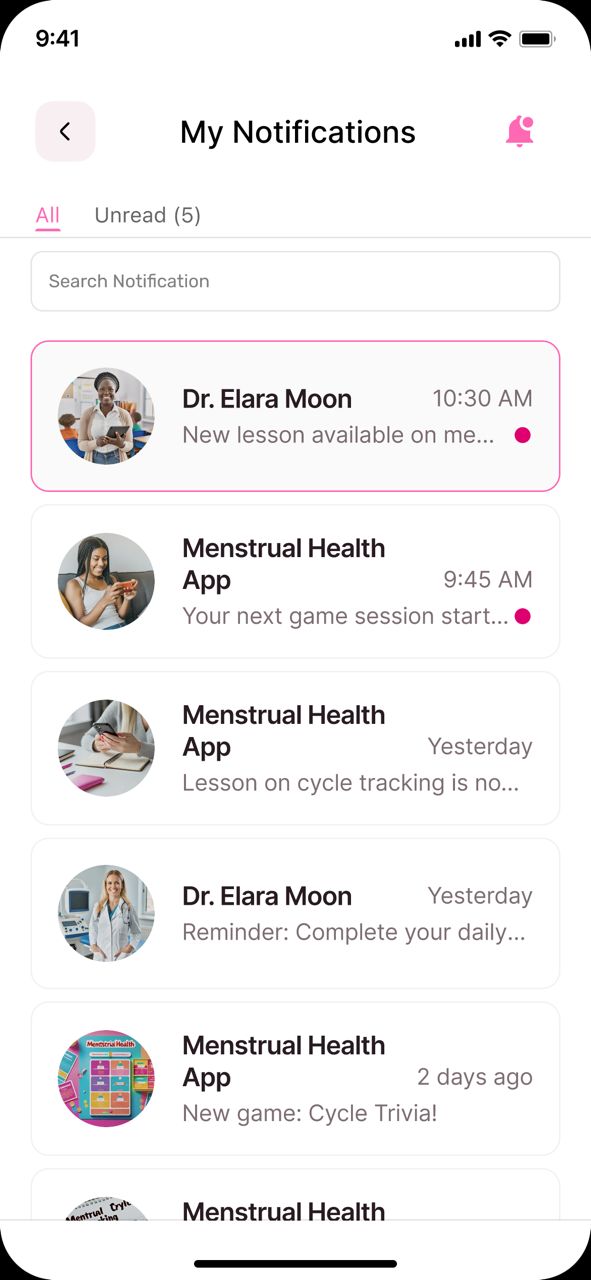 9:41
My Notifications
All Unread (5)
Search Notification
Dr. Elara Moon 10:30 AM
New lesson available on me...
Menstrual Health
App 9:45 AM
Your next game session start...
Menstrual Health
App Yesterday
Lesson on cycle tracking is no...
Dr. Elara Moon Yesterday
Reminder: Complete your daily...
Menstrual Health
Menstrual Health
App 2 days ago
New game: Cycle Trivia!
Menstrual Health